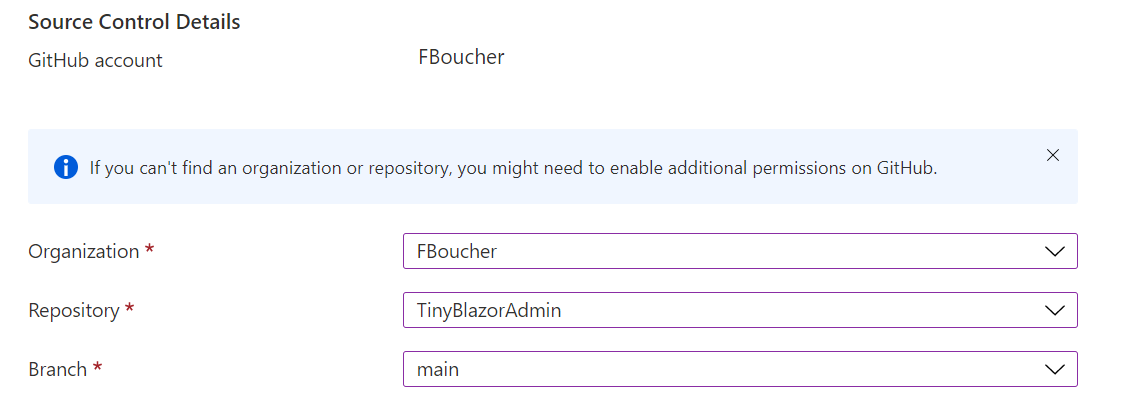 Source Control Details
GitHub account FBoucher
If you can't find an organization or repository, you might need to enable additional permissions on GitHub.
Organization * FBoucher
Repository * TinyBlazorAdmin
Branch * main